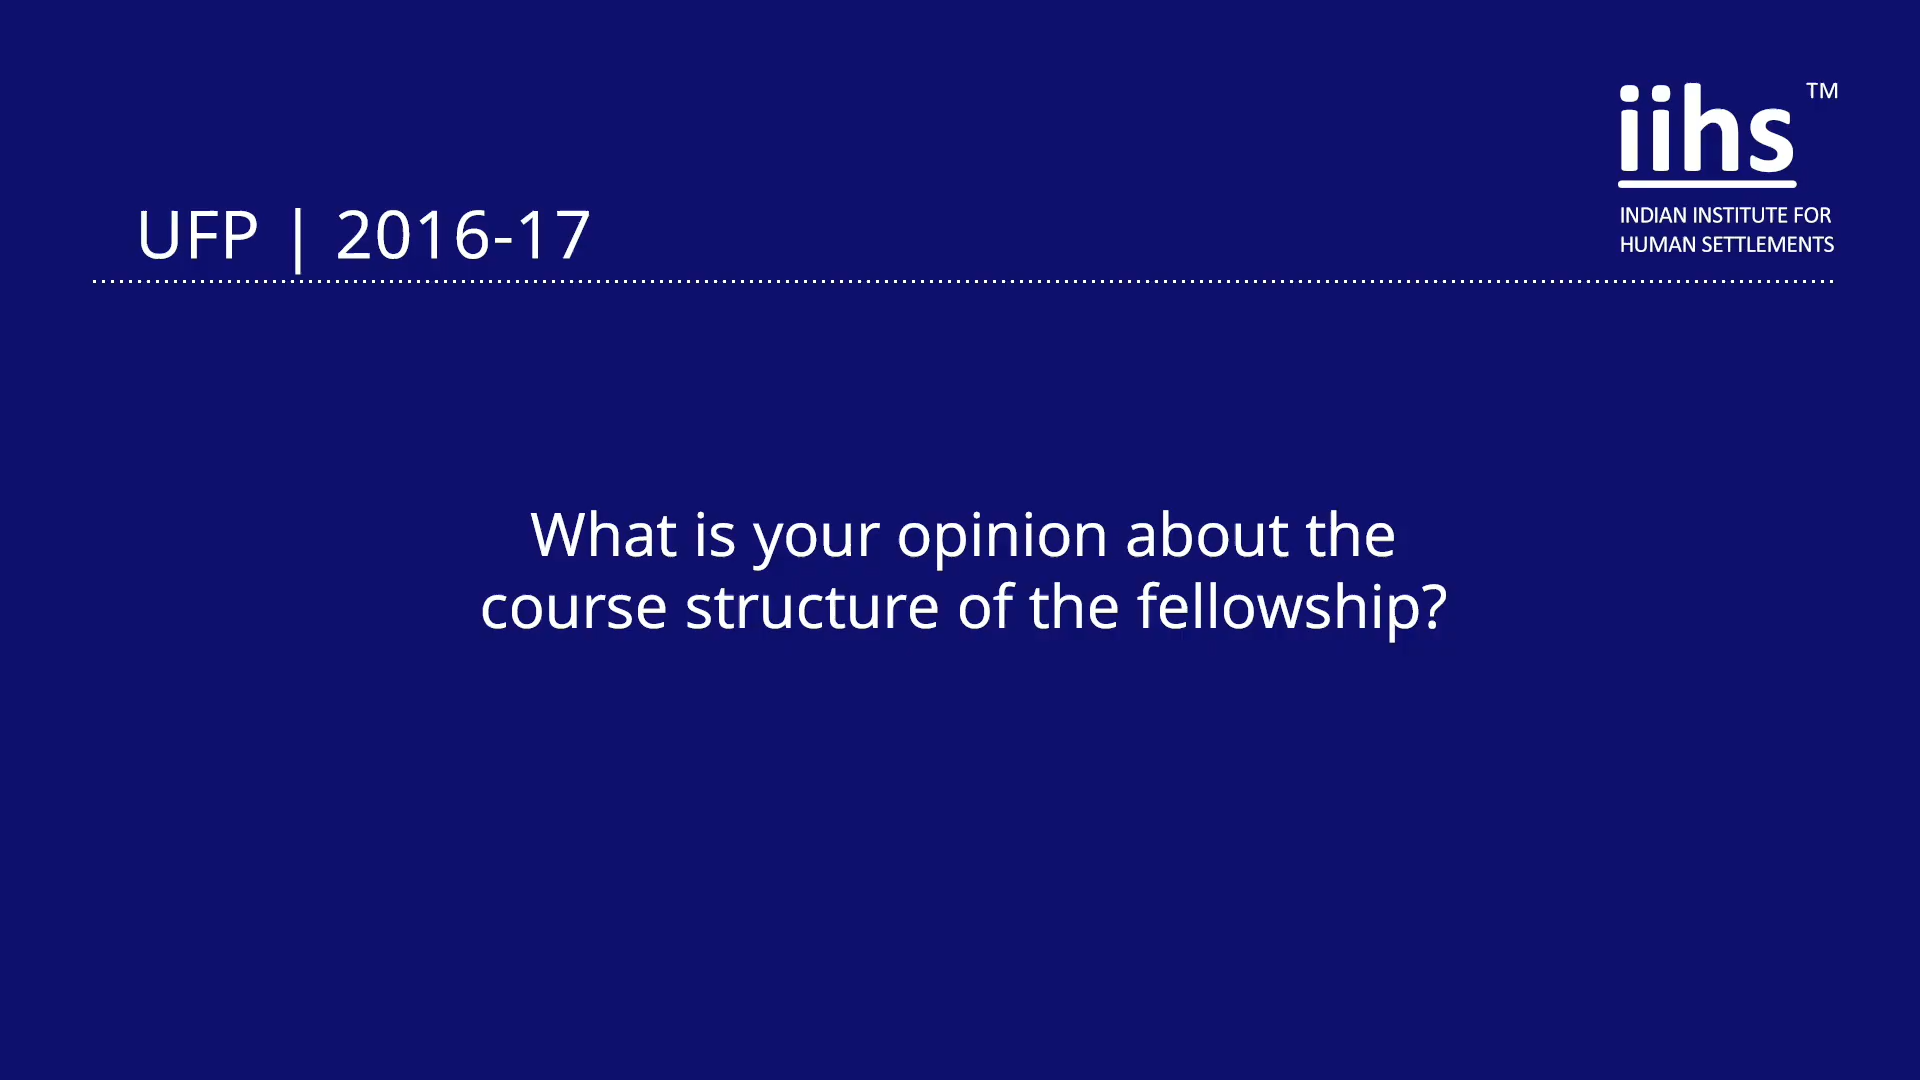 iihs™
INDIAN INSTITUTE FOR
HUMAN SETTLEMENTS
UFP | 2016-17
What is your opinion about the
course structure of the fellowship?